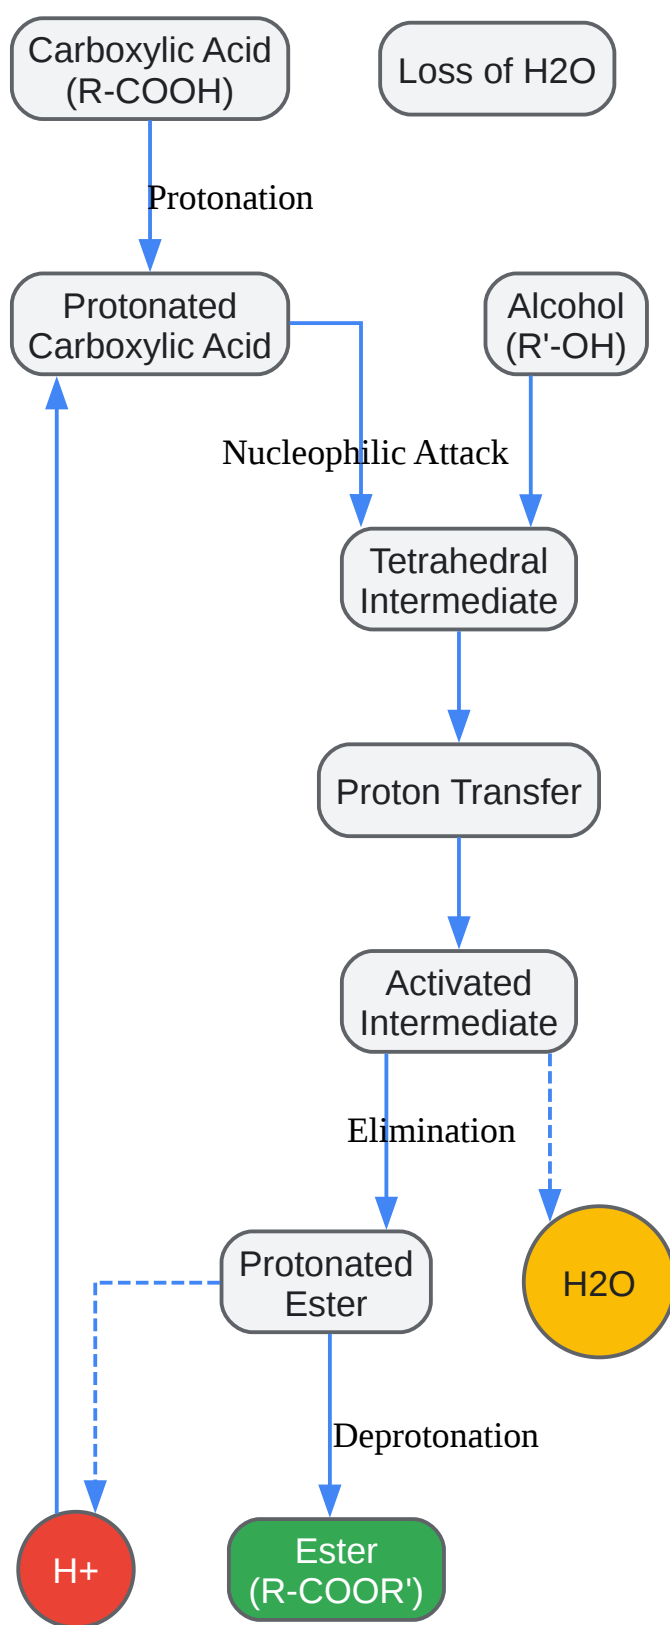 Carboxylic Acid
(R-COOH)
Loss of H2O
Protonation
Protonated
Carboxylic Acid
Alcohol
(R'-OH)
Nucleophilic Attack
Tetrahedral
Intermediate
Proton Transfer
Activated
Intermediate
Elimination
Protonated
Ester
H2O
Deprotonation
H+
Ester
(R-COOR')